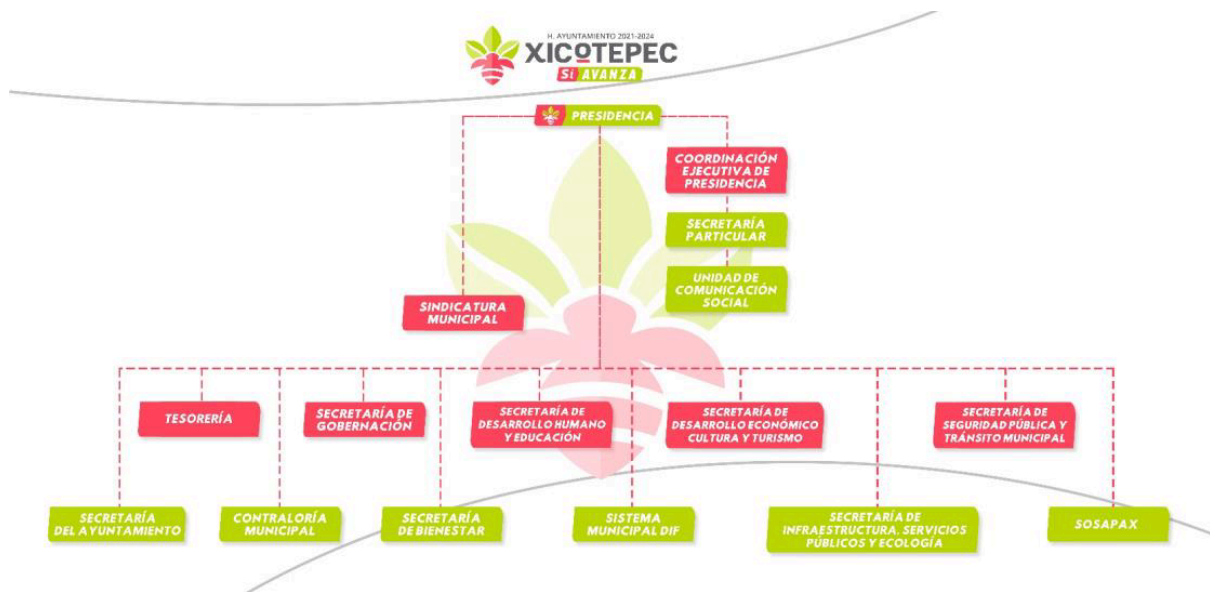 H. AYUNTAMIENTO 2021-2024
XICOTEPEC
Sí AVANZA
PRESIDENCIA
COORDINACIÓN
EJECUTIVA DE
PRESIDENCIA
SECRETARÍA
PARTICULAR
UNIDAD DE
COMUNICACIÓN
SOCIAL
SINDICATURA
MUNICIPAL
TESORERÍA
SECRETARÍA DE
GOBERNACIÓN
SECRETARÍA DE
DESARROLLO HUMANO
Y EDUCACIÓN
SECRETARÍA DE
DESARROLLO ECONÓMICO
CULTURA Y TURISMO
SECRETARÍA DE
SEGURIDAD PÚBLICA Y
TRÁNSITO MUNICIPAL
SECRETARÍA
DEL AYUNTAMIENTO
CONTRALORÍA
MUNICIPAL
SECRETARÍA
DE BIENESTAR
SISTEMA
MUNICIPAL DIF
SECRETARÍA DE
INFRAESTRUCTURA, SERVICIOS
PÚBLICOS Y ECOLOGÍA
SOSAPAX